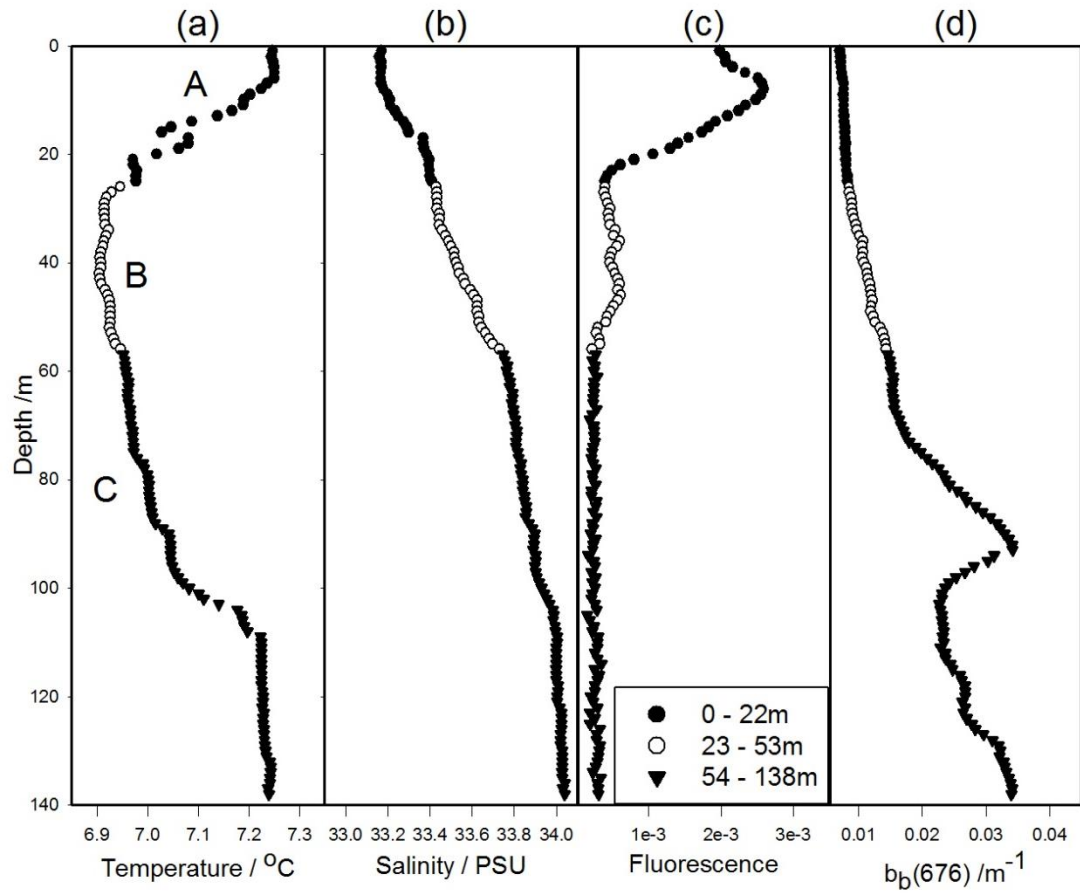 (a) (b) (c) (d)
0
20
40
60
80
100
120
140
Depth /m
A
B
C
0 - 22m
23 - 53m
54 - 138m
6.9 7.0 7.1 7.2 7.3
33.0 33.2 33.4 33.6 33.8 34.0
1e-3 2e-3 3e-3
0.01 0.02 0.03 0.04
Temperature / °C
Salinity / PSU
Fluorescence
b_b(676) /m⁻¹